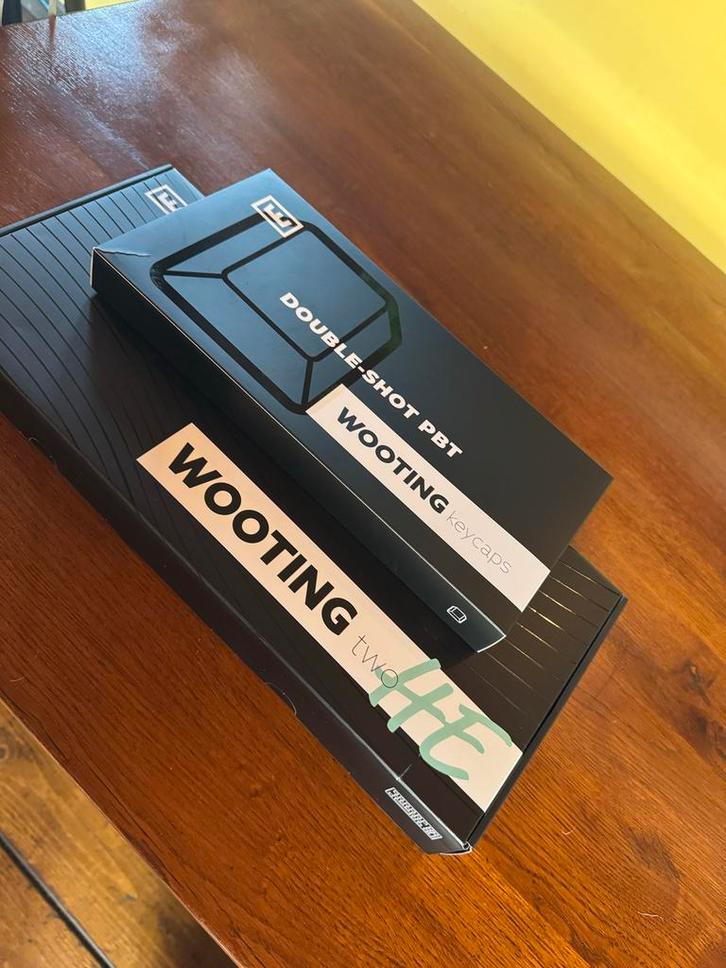 DOUBLE-SHOT PBT
WOOTING keycaps
WOOTING two HE